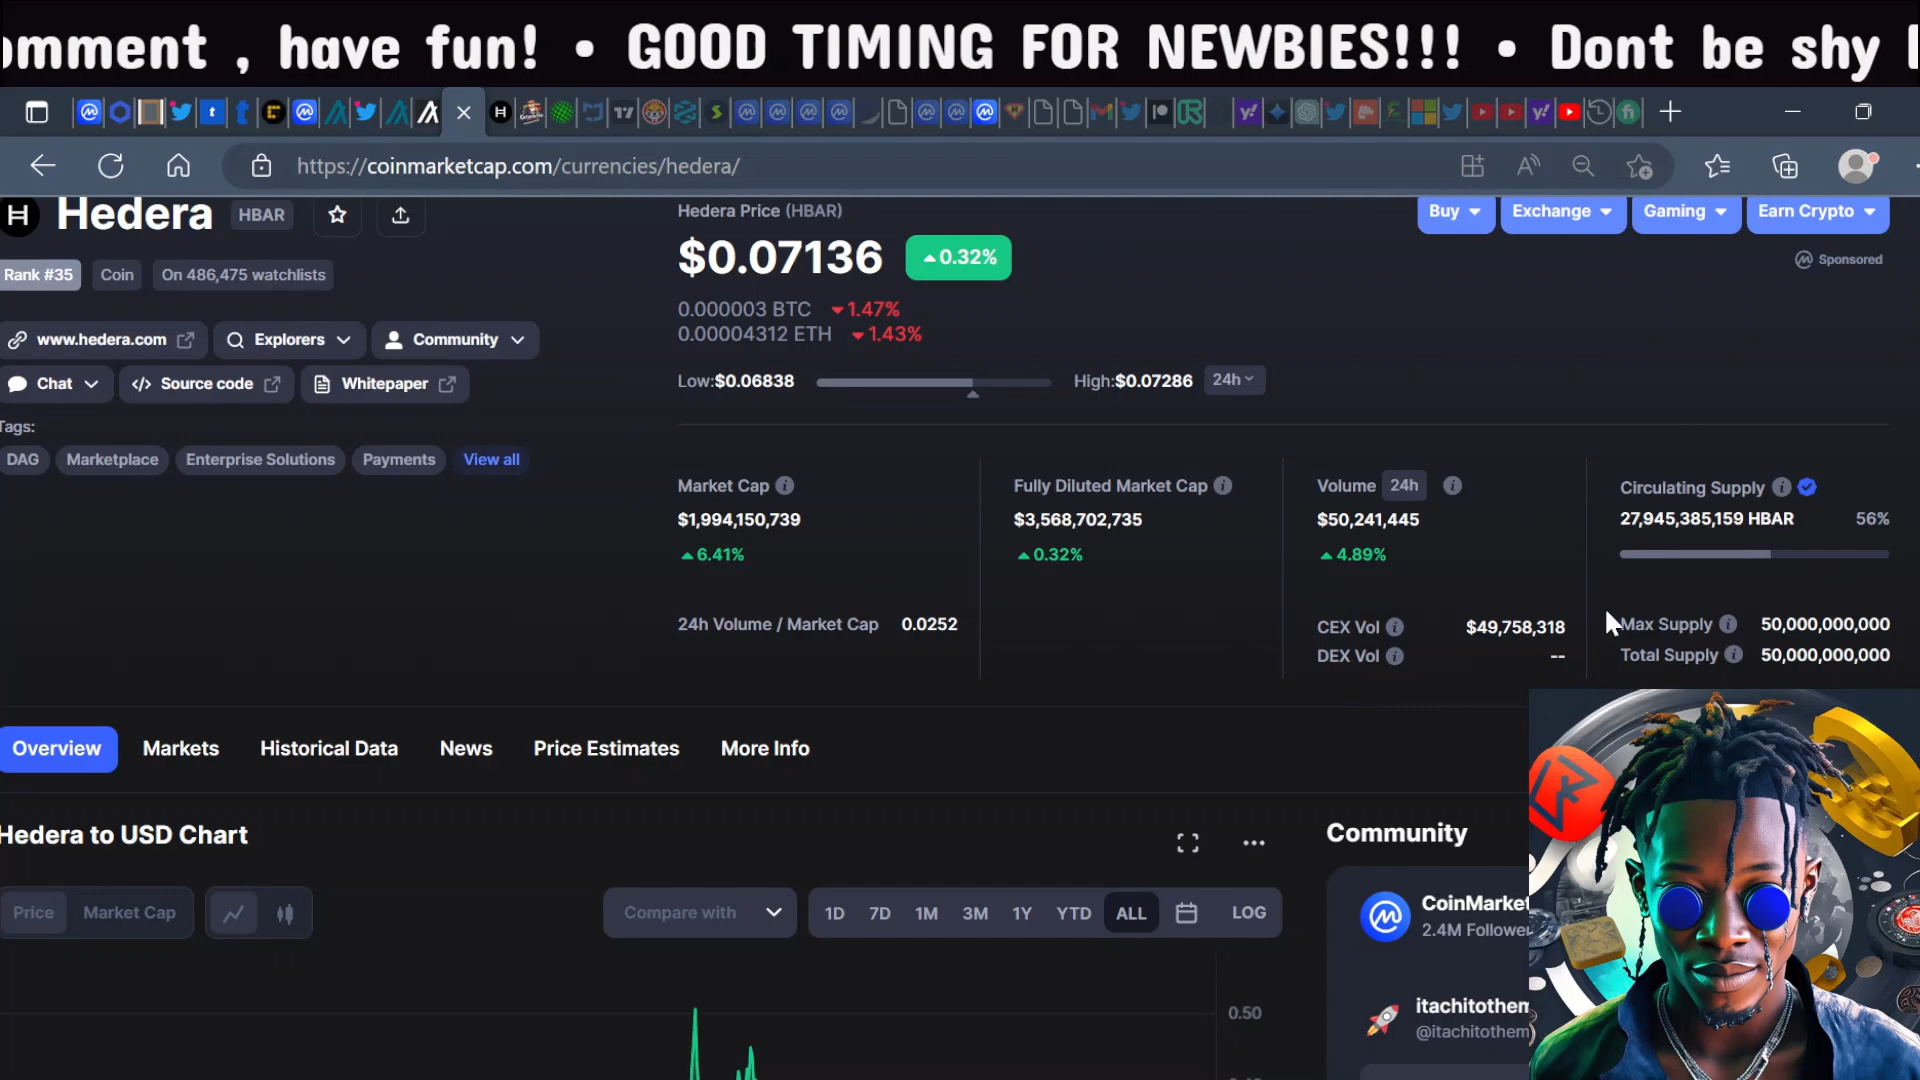 omment , have fun! • GOOD TIMING FOR NEWBIES!!! • Dont be shy
https://coinmarketcap.com/currencies/hedera/
Hedera HBAR
Rank #35 Coin On 486,475 watchlists
www.hedera.com Explorers Community
Chat Source code Whitepaper
Tags:
DAG Marketplace Enterprise Solutions Payments View all
Hedera Price (HBAR)
$0.07136 0.32%
0.000003 BTC 1.47%
0.00004312 ETH 1.43%
Low:$0.06838 High:$0.07286 24h
Buy Exchange Gaming Earn Crypto
Sponsored
Market Cap
$1,994,150,739
6.41%
24h Volume / Market Cap 0.0252
Fully Diluted Market Cap
$3,568,702,735
0.32%
Volume 24h
$50,241,445
4.89%
CEX Vol $49,758,318
DEX Vol --
Circulating Supply
27,945,385,159 HBAR 56%
Max Supply 50,000,000,000
Total Supply 50,000,000,000
Overview Markets Historical Data News Price Estimates More Info
Hedera to USD Chart
Price Market Cap
Compare with 1D 7D 1M 3M 1Y YTD ALL LOG
0.50
Community
CoinMarket
2.4M Follower
itachitothem
@itachitothem